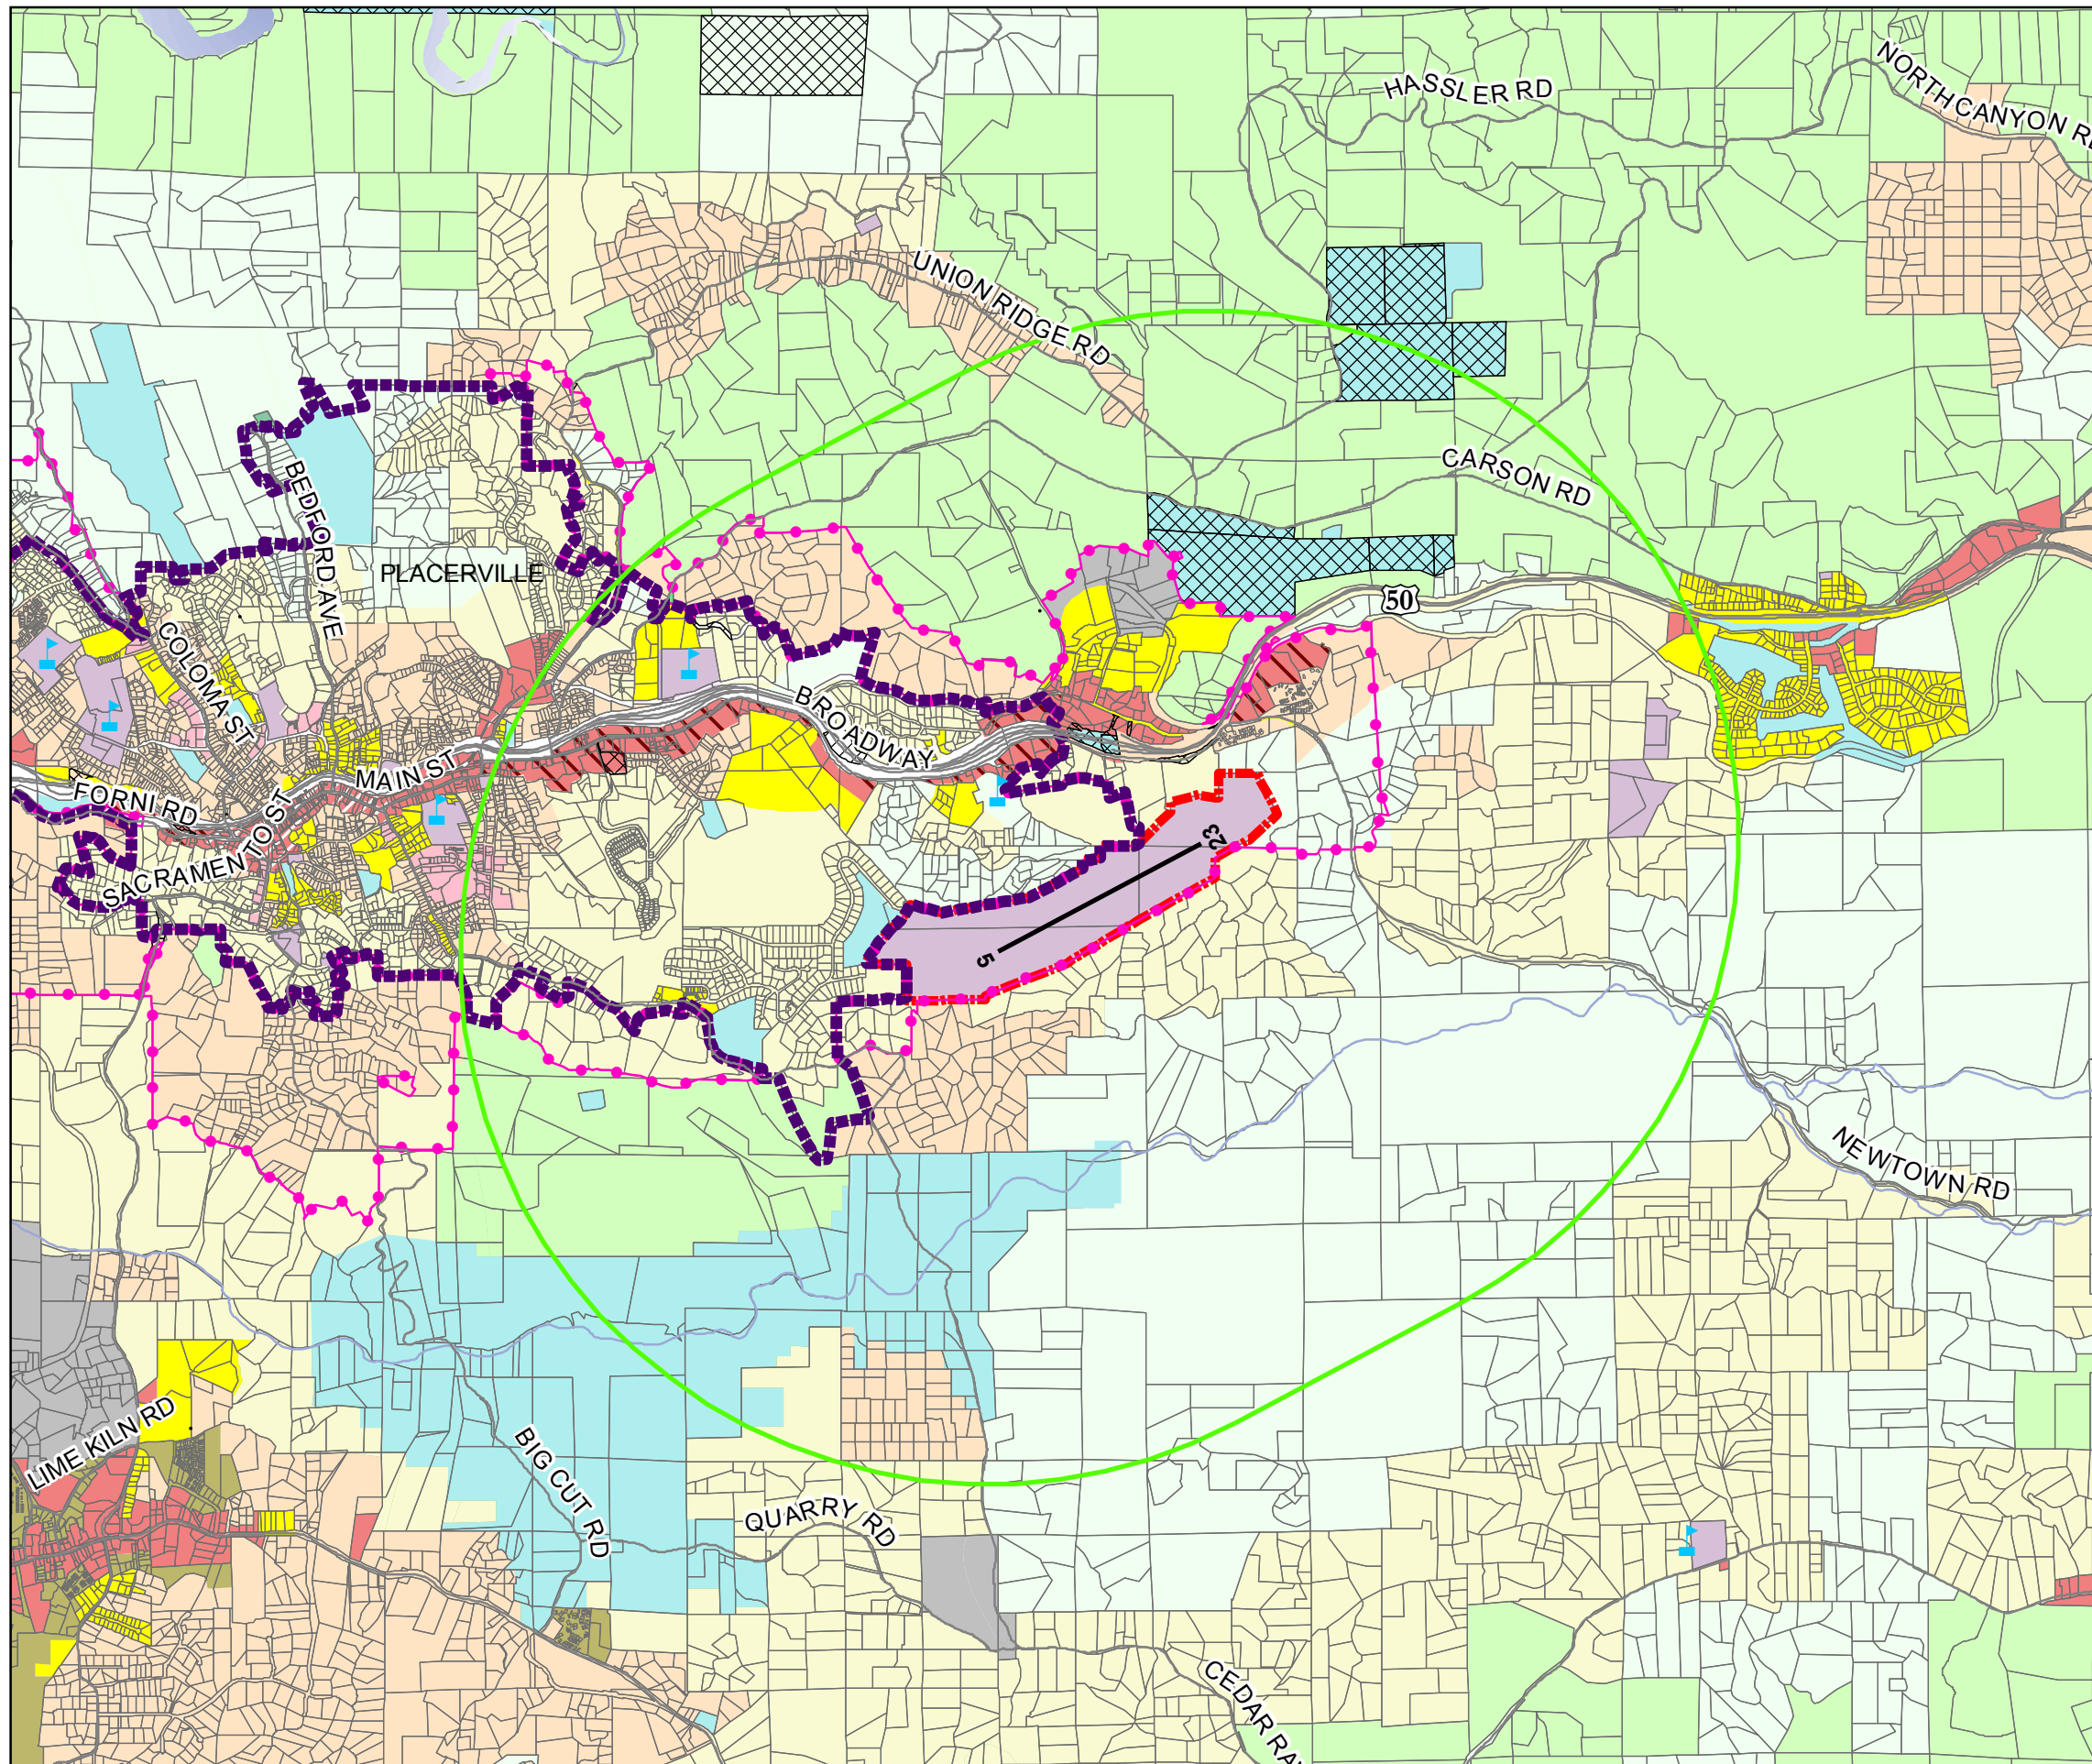 HASSLER RD
NORTH CANYON R
UNION RIDGE RD
CARSON RD
BEDFORD AVE
PLACERVILLE
50
COLOMA ST
BROADWAY
MAIN ST
FORNI RD
SACRAMENTO ST
23
5
NEWTOWN RD
LIME KILN RD
BIG CUT RD
QUARRY RD
CEDAR RA